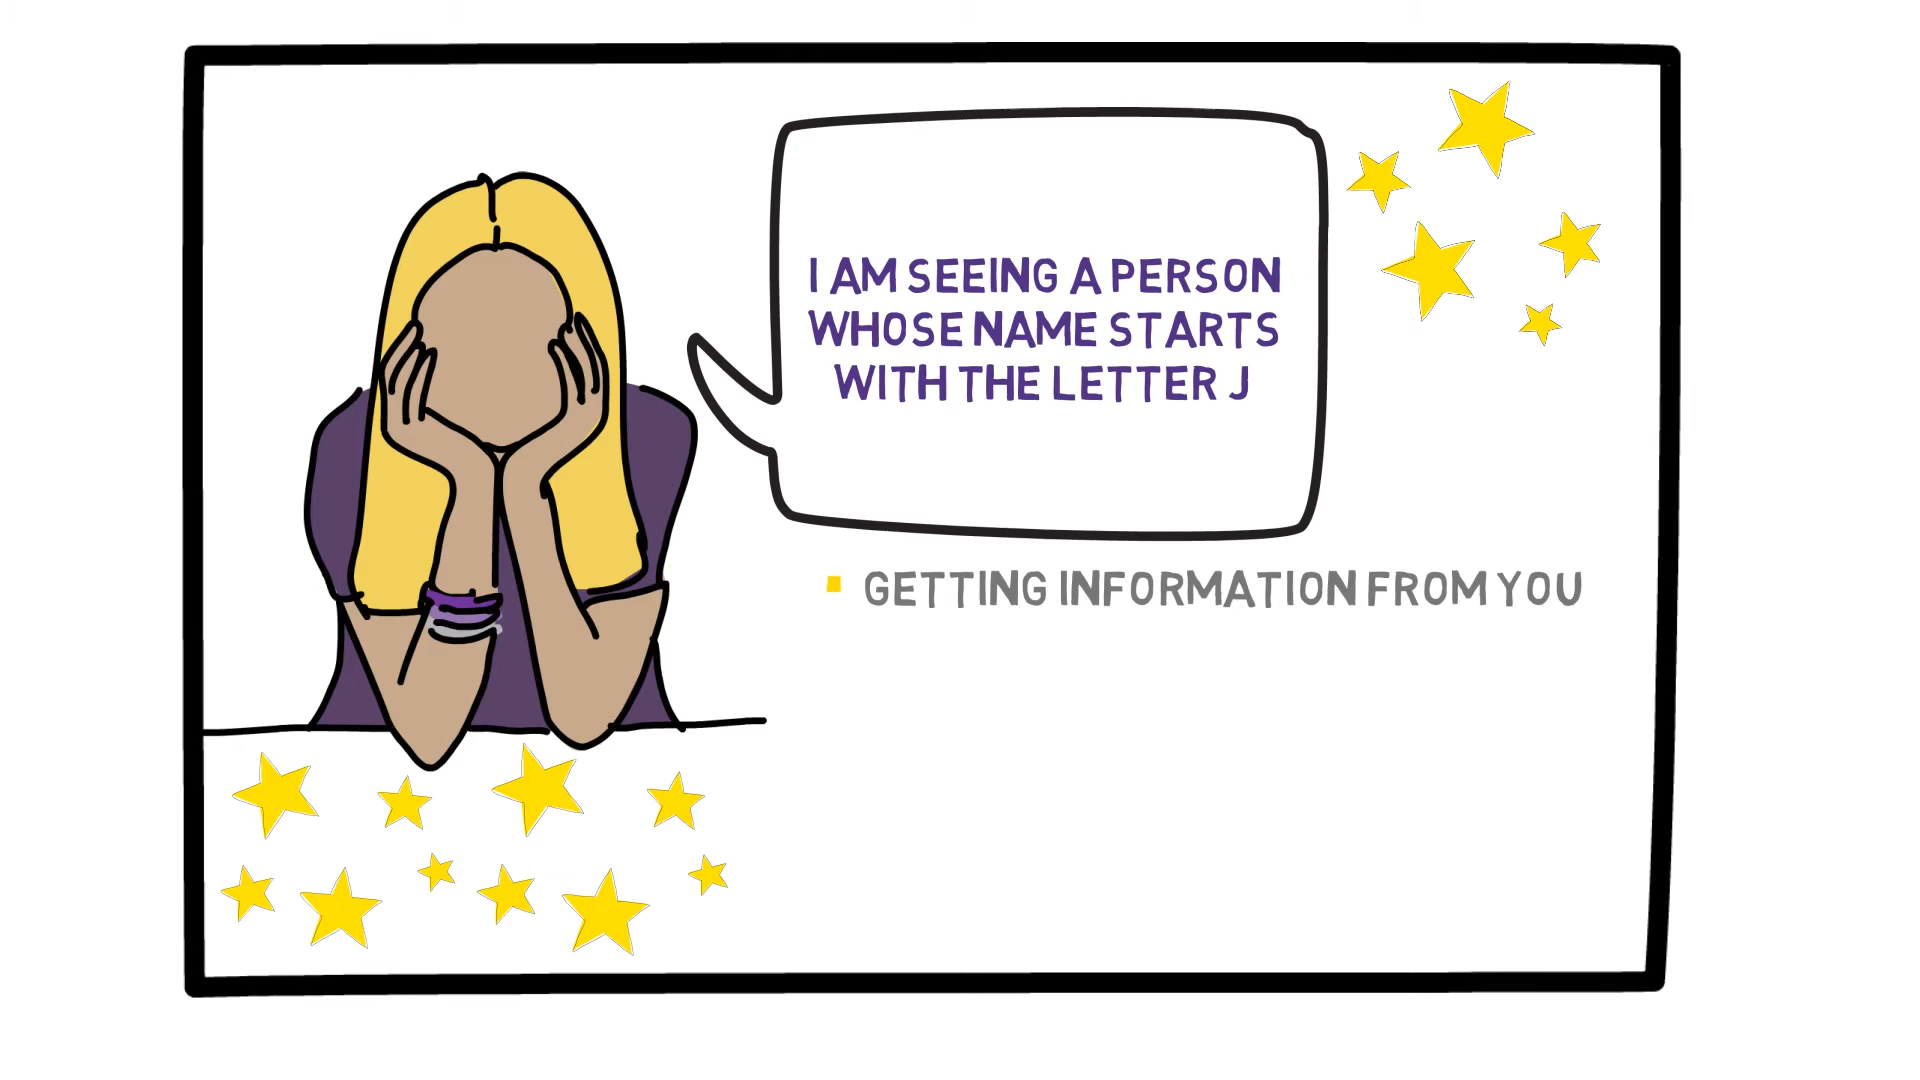 I AM SEEING A PERSON
WHOSE NAME STARTS
WITH THE LETTER J
GETTING INFORMATION FROM YOU